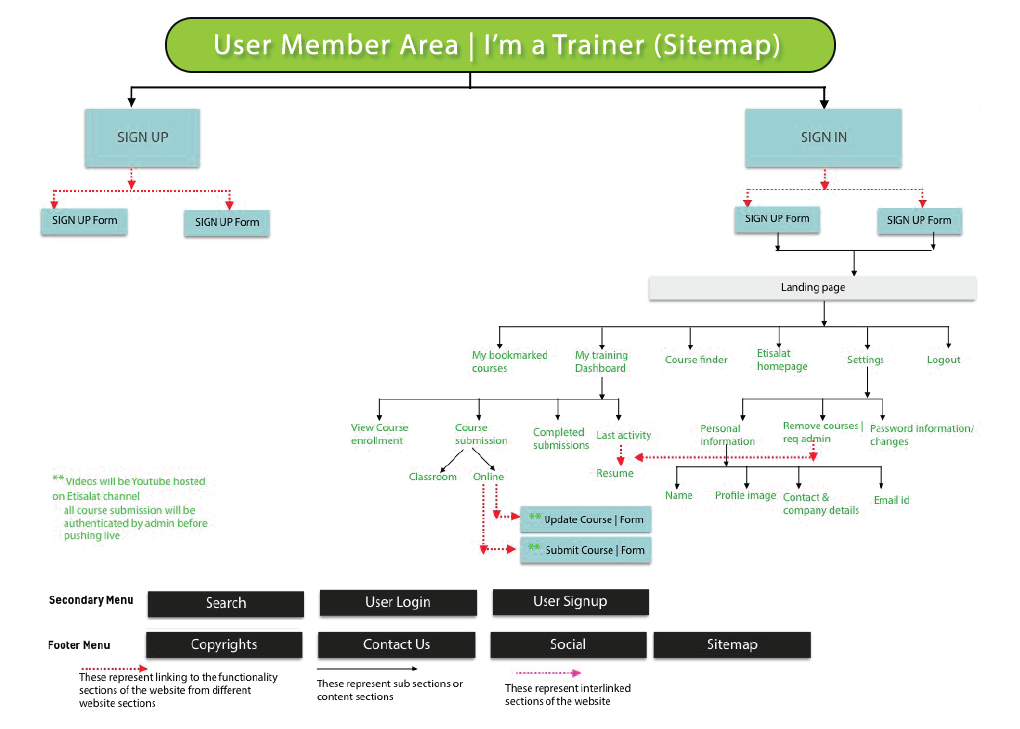 User Member Area | I'm a Trainer (Sitemap)
SIGN UP
SIGN IN
SIGN UP Form
SIGN UP Form
SIGN UP Form
SIGN UP Form
Landing page
My bookmarked
courses
My training
Dashboard
Course finder
Etisalat
homepage
Settings
Logout
View Course
enrollment
Course
submission
Completed
submissions
Last activity
Personal
information
Remove courses |
req admin
Password information/
changes
Classroom
Online
Resume
Name
Profile image
Contact &
company details
Email id
** Videos will be Youtube hosted
on Etisalat channel
all course submission will be
authenticated by admin before
pushing live
** Update Course | Form
** Submit Course | Form
Secondary Menu
Search
User Login
User Signup
Footer Menu
Copyrights
Contact Us
Social
Sitemap
These represent linking to the functionality
sections of the website from different
website sections
These represent sub sections or
content sections
These represent interlinked
sections of the website